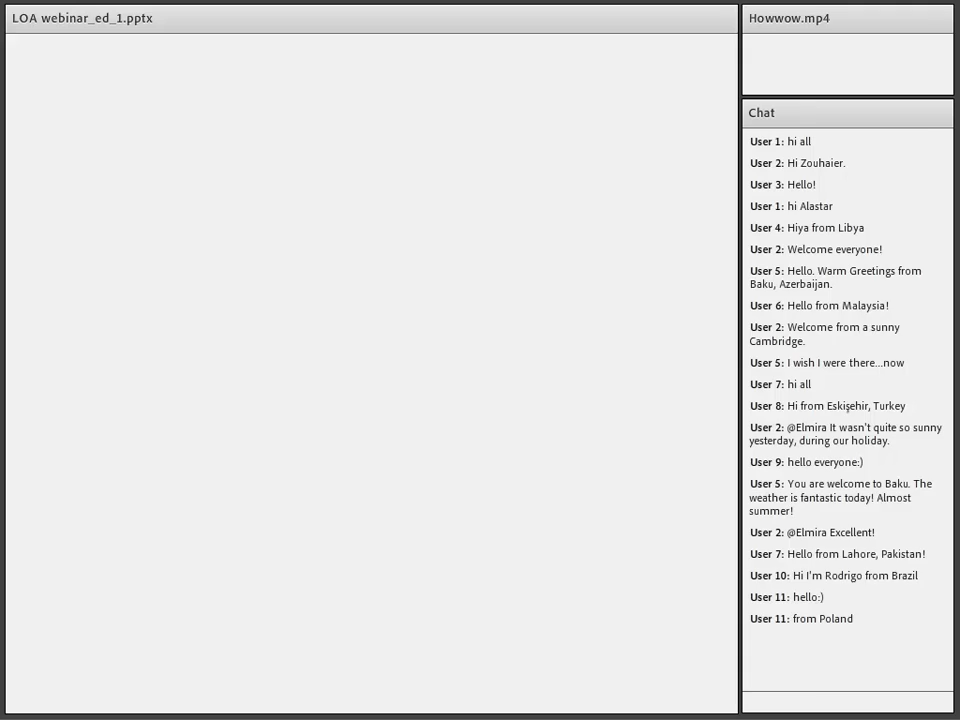 LOA webinar_ed_1.pptx
Howwow.mp4
Chat
User 1: hi all
User 2: Hi Zouhaier.
User 3: Hello!
User 1: hi Alastar
User 4: Hiya from Libya
User 2: Welcome everyone!
User 5: Hello. Warm Greetings from
Baku, Azerbaijan.
User 6: Hello from Malaysia!
User 2: Welcome from a sunny
Cambridge.
User 5: I wish I were there...now
User 7: hi all
User 8: Hi from Eskişehir, Turkey
User 2: @Elmira It wasn't quite so sunny
yesterday, during our holiday.
User 9: hello everyone:)
User 5: You are welcome to Baku. The
weather is fantastic today! Almost
summer!
User 2: @Elmira Excellent!
User 7: Hello from Lahore, Pakistan!
User 10: Hi I'm Rodrigo from Brazil
User 11: hello:)
User 11: from Poland